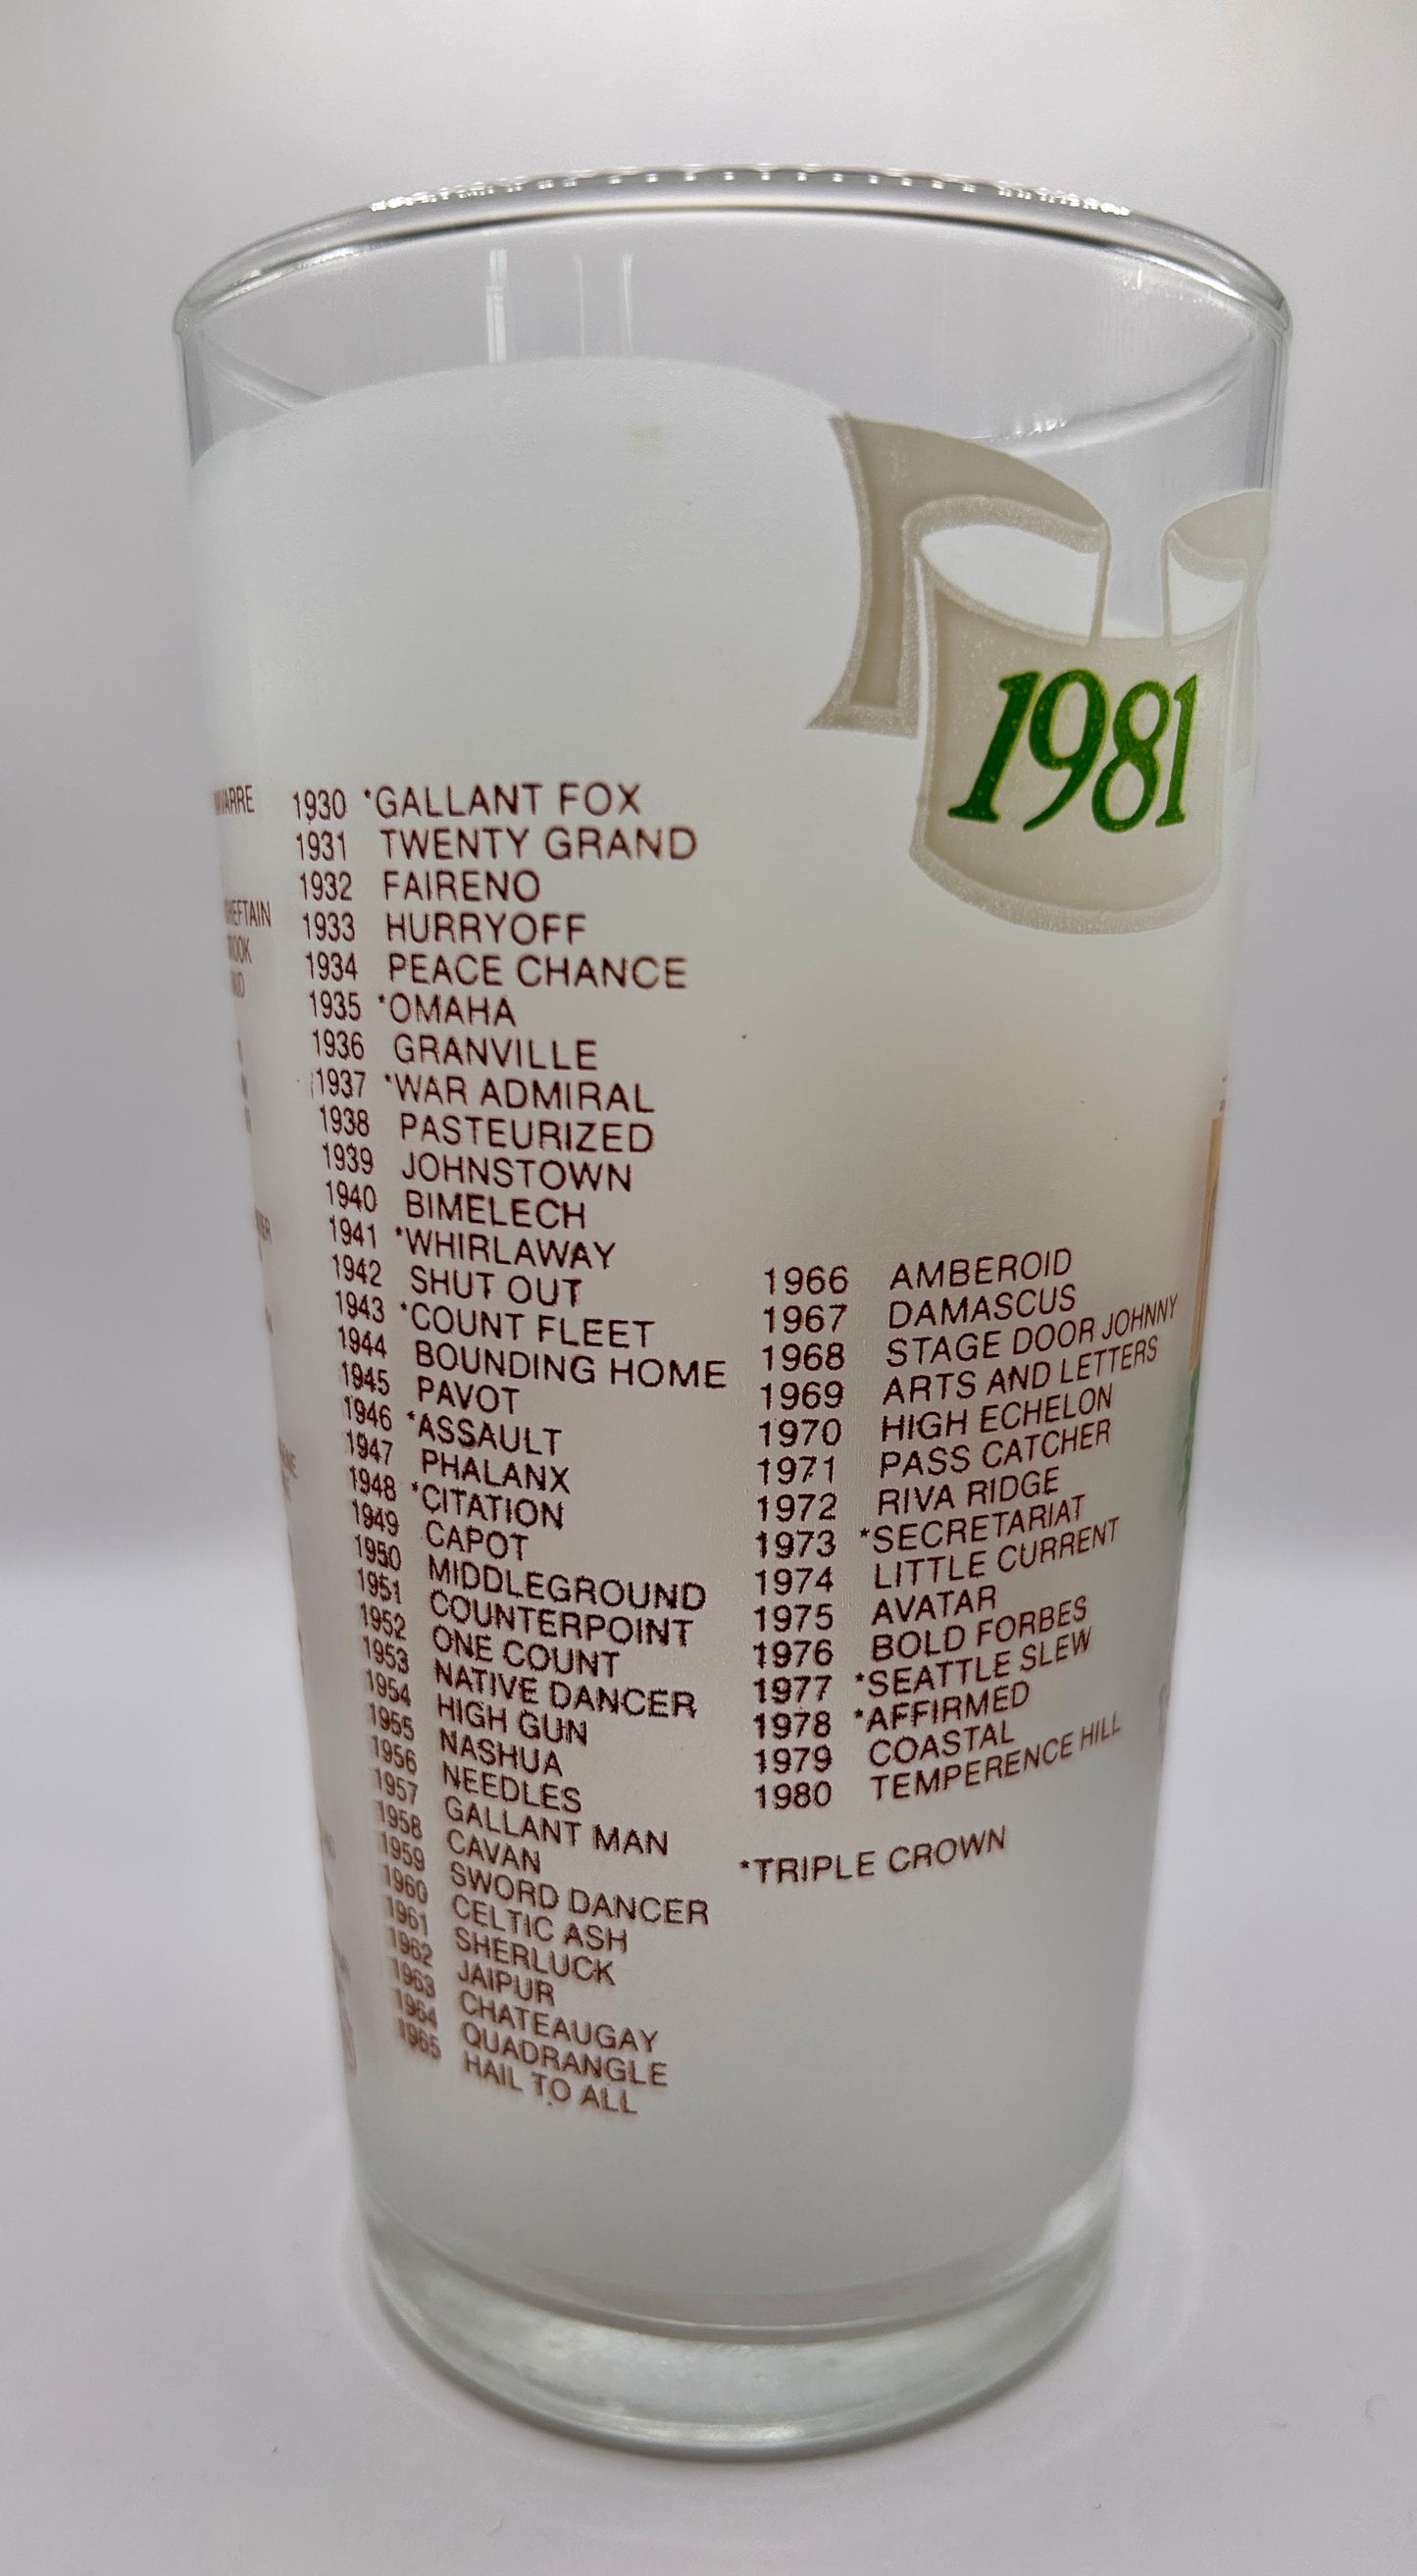 1981
1930 *GALLANT FOX
1931 TWENTY GRAND
1932 FAIRENO
1933 HURRYOFF
1934 PEACE CHANCE
1935 *OMAHA
1936 GRANVILLE
1937 *WAR ADMIRAL
1938 PASTEURIZED
1939 JOHNSTOWN
1940 BIMELECH
1941 *WHIRLAWAY
1942 SHUT OUT
1943 *COUNT FLEET
1944 BOUNDING HOME
1945 PAVOT
1946 *ASSAULT
1947 PHALANX
1948 *CITATION
1949 CAPOT
1950 MIDDLEGROUND
1951 COUNTERPOINT
1952 ONE COUNT
1953 NATIVE DANCER
1954 HIGH GUN
1955 NASHUA
1956 NEEDLES
1957 GALLANT MAN
1958 CAVAN
1959 SWORD DANCER
1960 CELTIC ASH
1961 SHERLUCK
1962 JAIPUR
1963 CHATEAUGAY
1964 QUADRANGLE
1965 HAIL TO ALL
1966 AMBEROID
1967 DAMASCUS
1968 STAGE DOOR JOHNNY
1969 ARTS AND LETTERS
1970 HIGH ECHELON
1971 PASS CATCHER
1972 RIVA RIDGE
1973 *SECRETARIAT
1974 LITTLE CURRENT
1975 AVATAR
1976 BOLD FORBES
1977 *SEATTLE SLEW
1978 *AFFIRMED
1979 COASTAL
1980 TEMPERENCE HILL
*TRIPLE CROWN